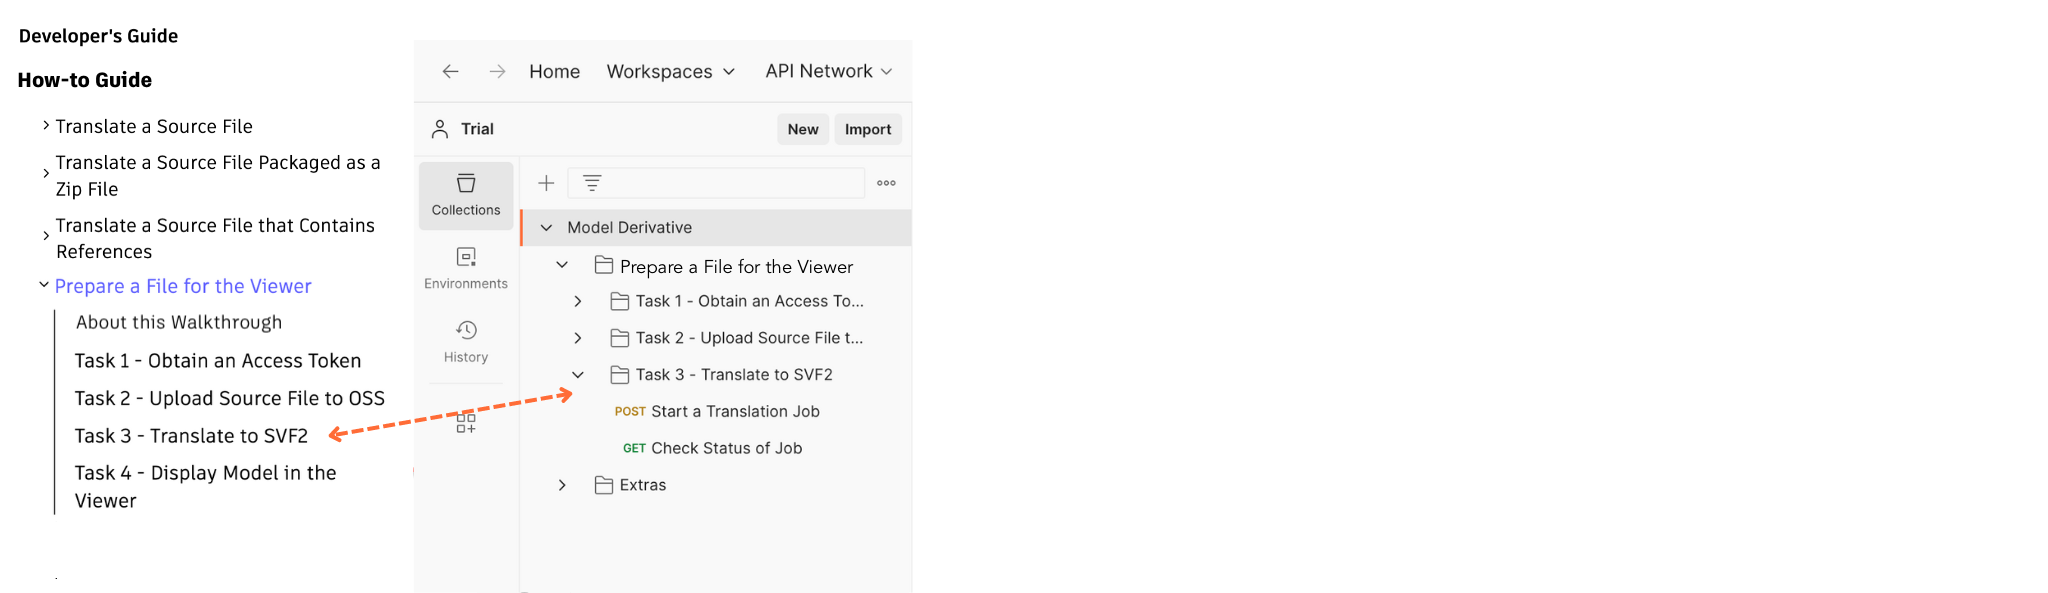 Developer's Guide
How-to Guide
Translate a Source File
Translate a Source File Packaged as a
Zip File
Translate a Source File that Contains
References
Prepare a File for the Viewer
About this Walkthrough
Task 1 - Obtain an Access Token
Task 2 - Upload Source File to OSS
Task 3 - Translate to SVF2
Task 4 - Display Model in the
Viewer
Home Workspaces API Network
Trial New Import
Collections
Environments
History
Model Derivative
Prepare a File for the Viewer
Task 1 - Obtain an Access To...
Task 2 - Upload Source File t...
Task 3 - Translate to SVF2
POST Start a Translation Job
GET Check Status of Job
Extras